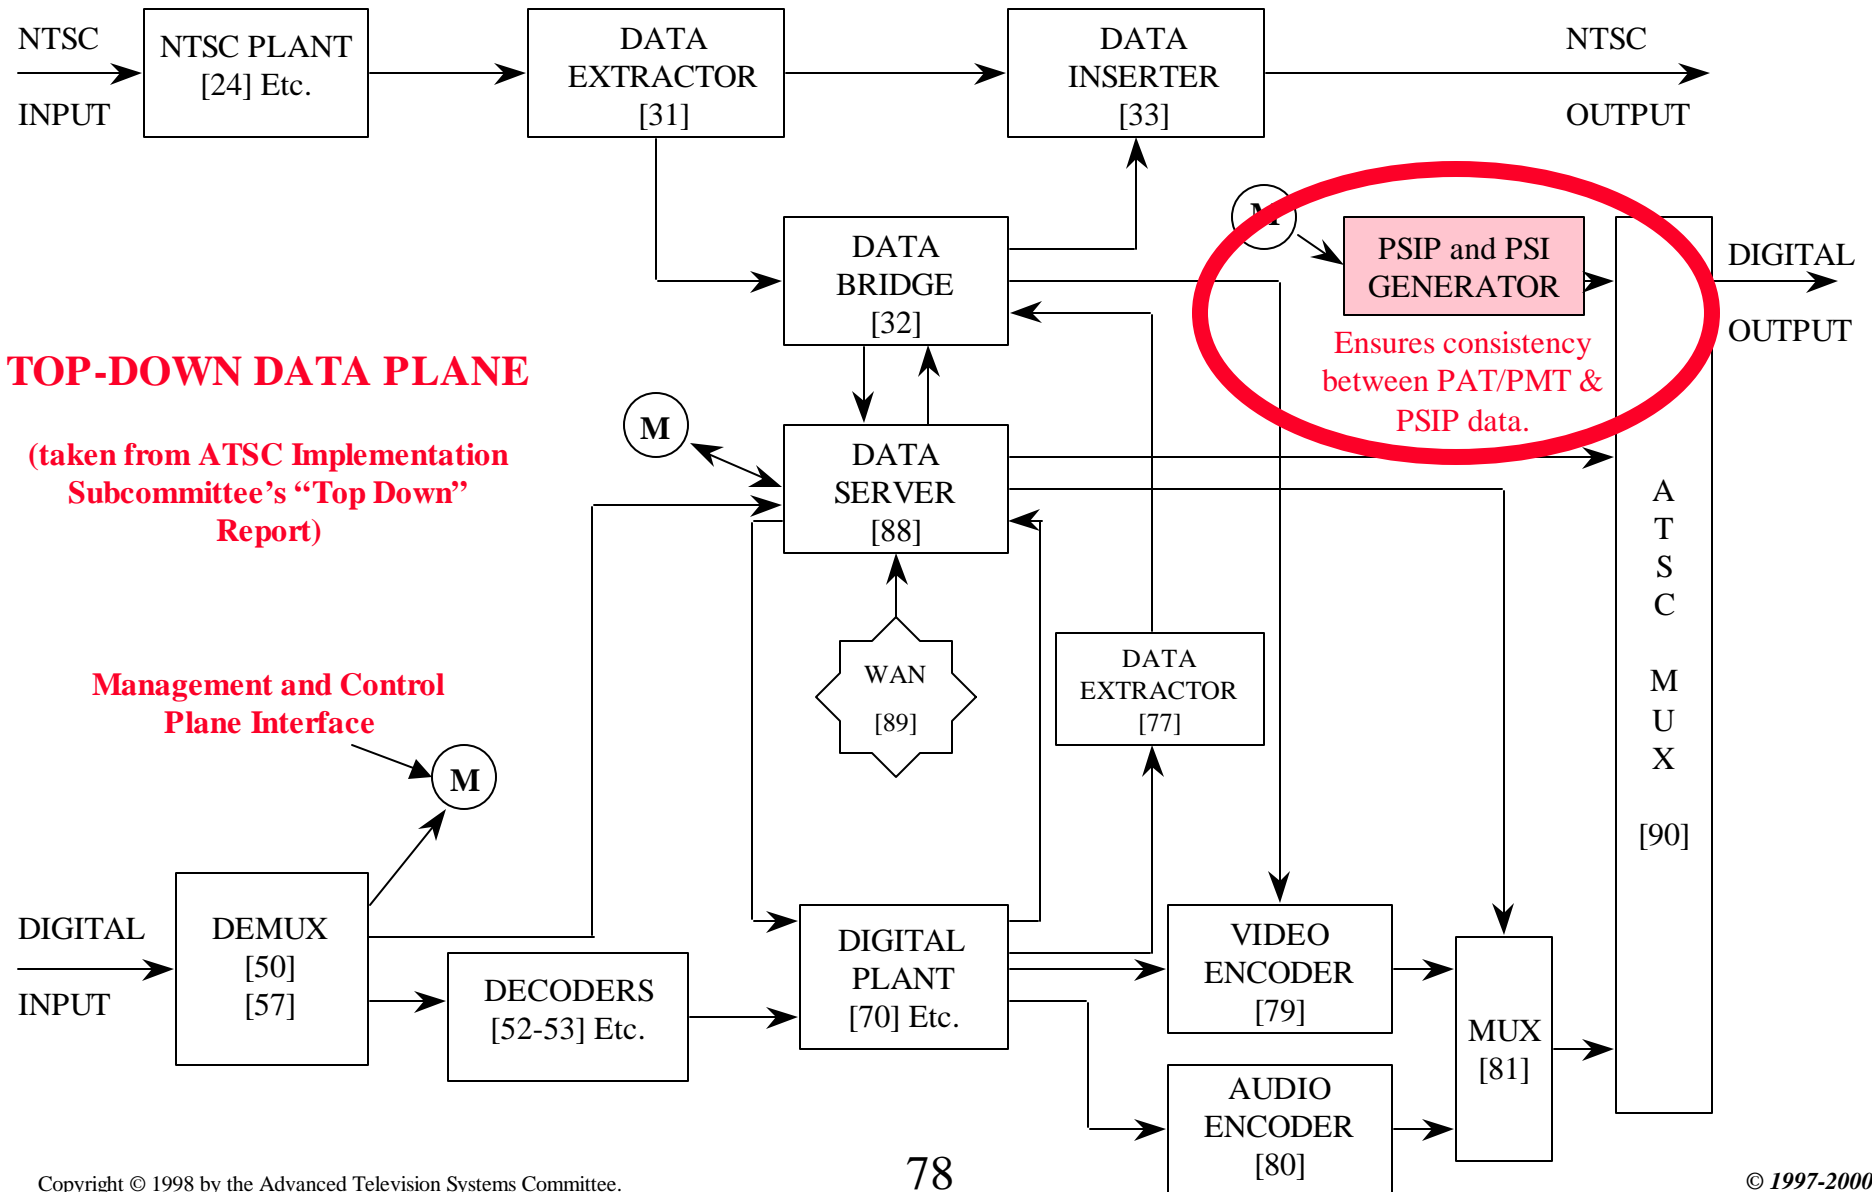 NTSC
INPUT
NTSC PLANT
[24] Etc.
DATA
EXTRACTOR
[31]
DATA
INSERTER
[33]
NTSC
OUTPUT
DATA
BRIDGE
[32]
M
PSIP and PSI
GENERATOR
DIGITAL
OUTPUT
Ensures consistency
between PAT/PMT &
PSIP data.
TOP-DOWN DATA PLANE
(taken from ATSC Implementation
Subcommittee's “Top Down”
Report)
M
DATA
SERVER
[88]
A
T
S
C
M
U
X
[90]
WAN
[89]
DATA
EXTRACTOR
[77]
Management and Control
Plane Interface
M
DIGITAL
INPUT
DEMUX
[50]
[57]
DECODERS
[52-53] Etc.
DIGITAL
PLANT
[70] Etc.
VIDEO
ENCODER
[79]
MUX
[81]
AUDIO
ENCODER
[80]
Copyright © 1998 by the Advanced Television Systems Committee.
78
© 1997-2000